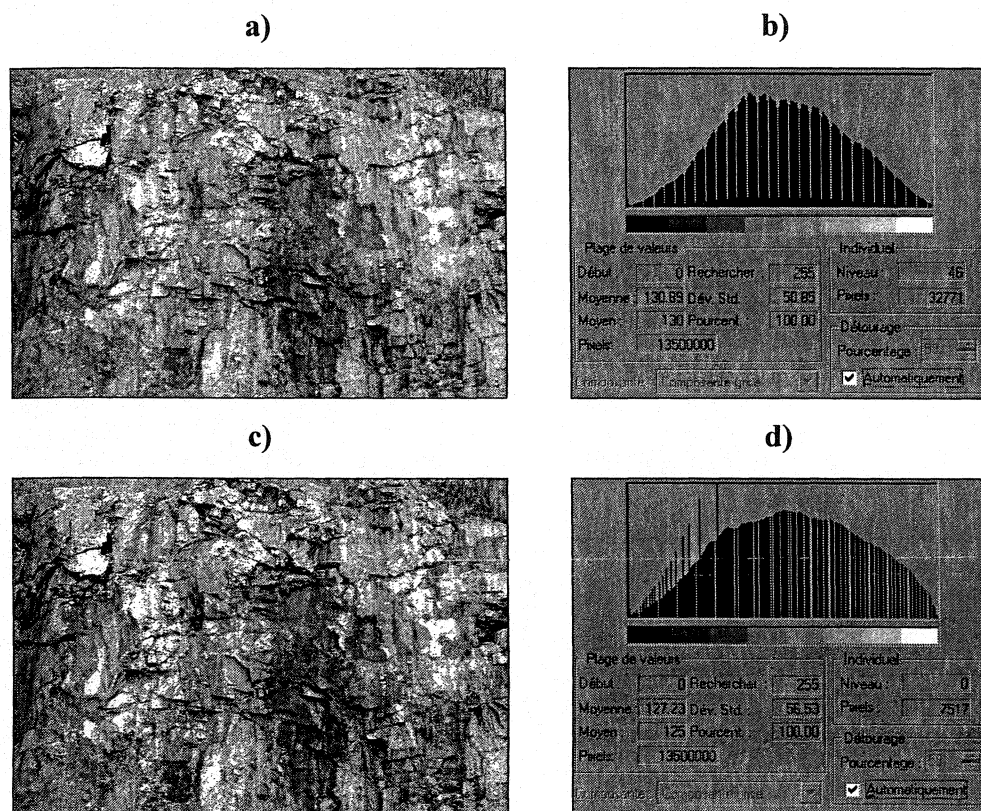 a)
b)
Plage de valeurs
Individuel
Début 0 Rechercher 255
Niveau : 46
Moyenne : 130.89 Dév. Std. 50.85
Pixels : 32771
Moyen : 130 Pourcent. 100.00
Détourage
Pixels: 13500000
Pourcentage
Automatiquement
c)
d)
Plage de valeurs
Individuel
Début 0 Rechercher : 255
Niveau : 0
Moyenne : 127.23 Dév. Std.
Pixels : 7517
Moyen : 125 Pourcent. 100.00
Détourage
Pixels: 13500000
Pourcentage :
Automatiquement